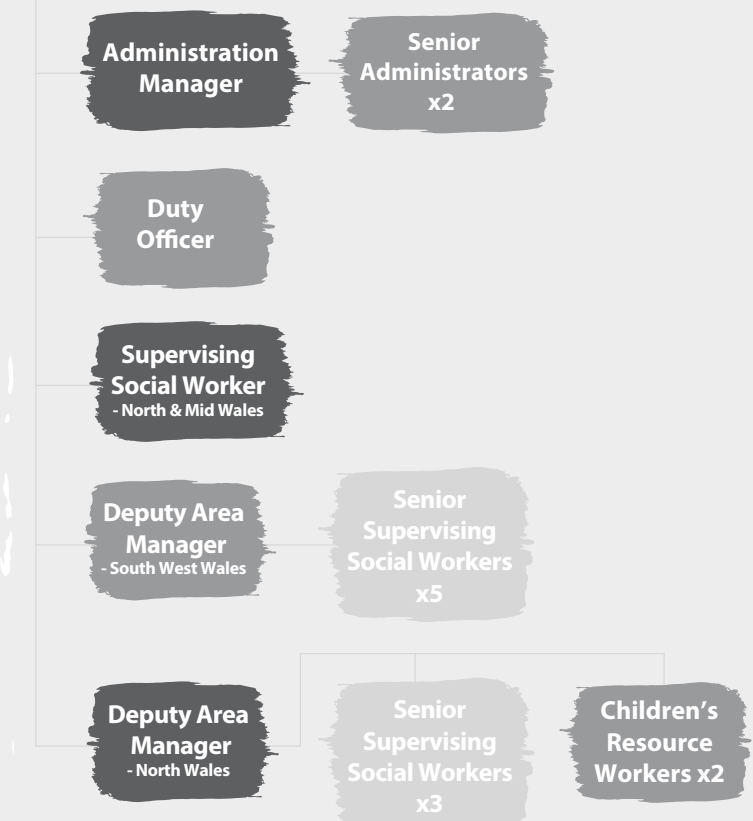 Administration
Manager
Senior
Administrators
x2
Duty
Officer
Supervising
Social Worker
- North & Mid Wales
Deputy Area
Manager
- South West Wales
Senior
Supervising
Social Workers
x5
Deputy Area
Manager
- North Wales
Senior
Supervising
Social Workers
x3
Children’s
Resource
Workers x2